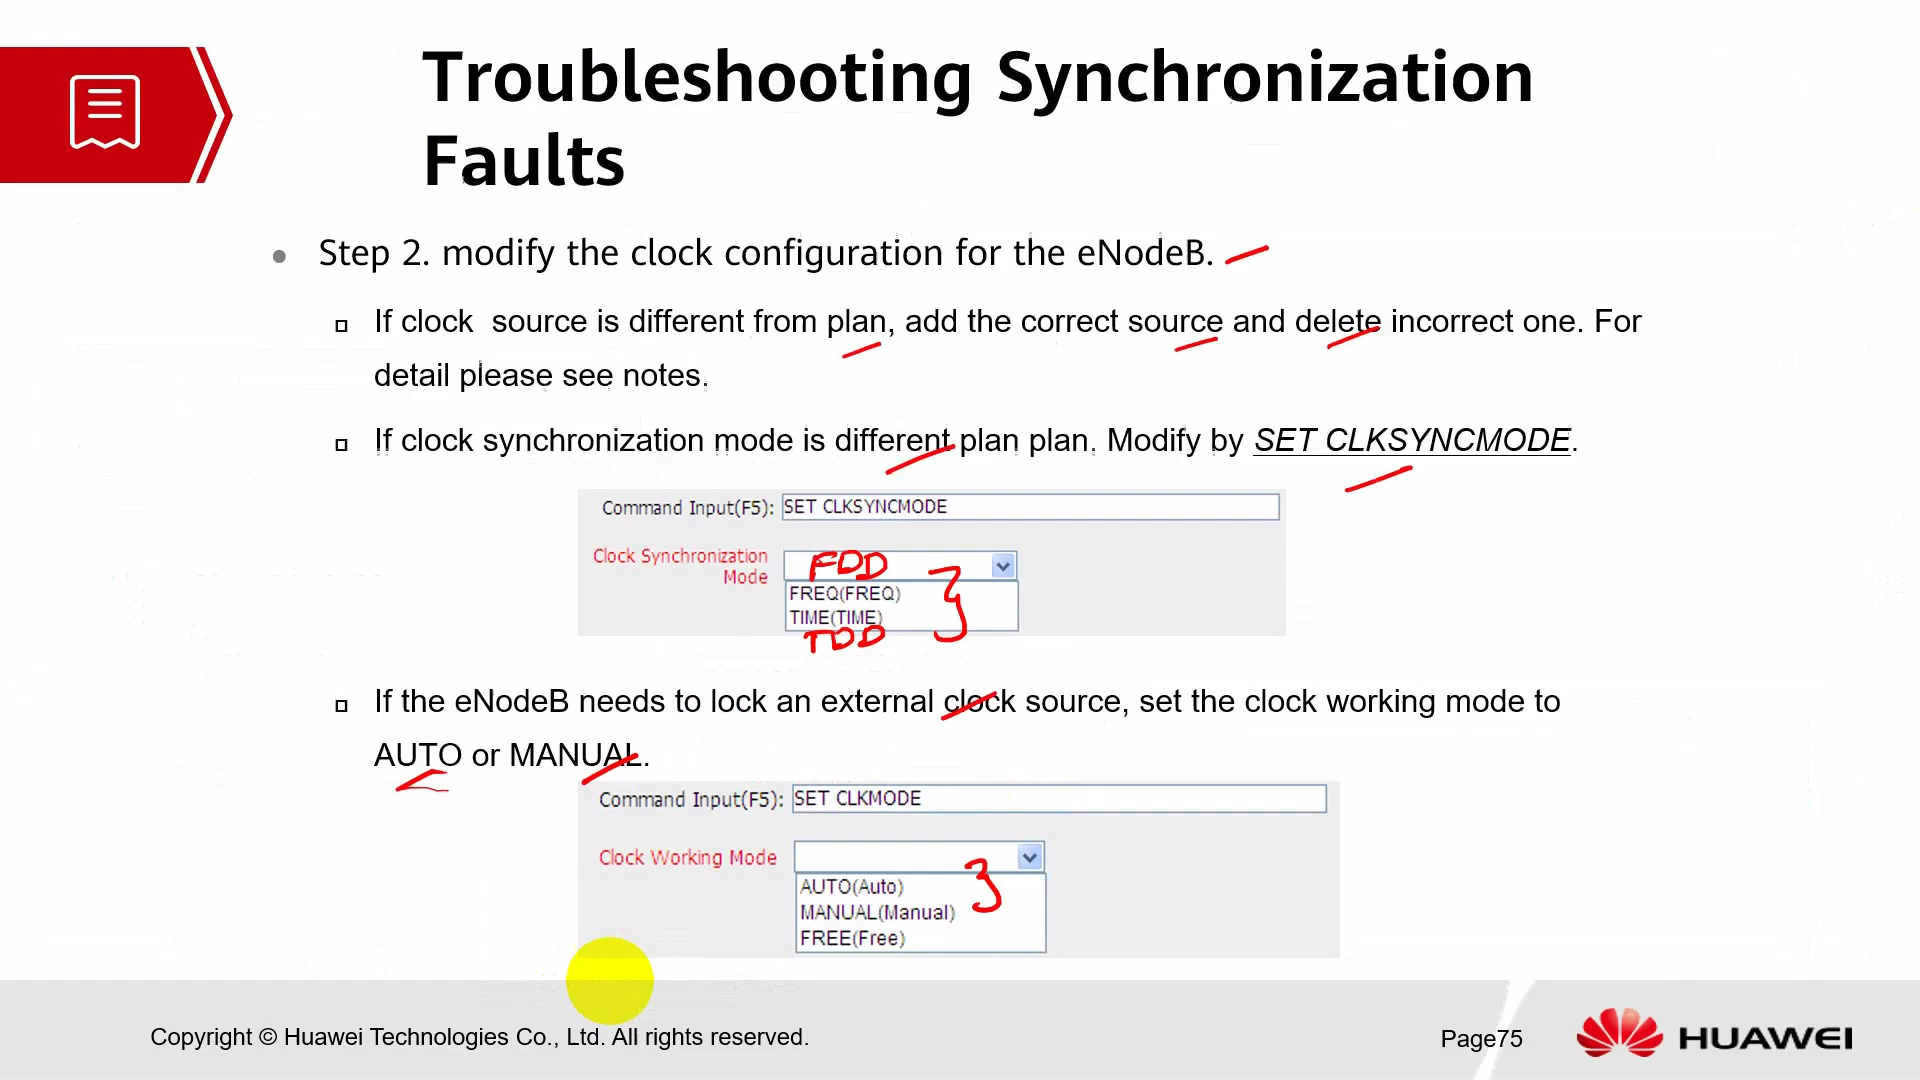 Troubleshooting Synchronization
Faults
Step 2. modify the clock configuration for the eNodeB.
If clock source is different from plan, add the correct source and delete incorrect one. For
detail please see notes.
If clock synchronization mode is different plan plan. Modify by SET CLKSYNCMODE.
Command Input(F5): SET CLKSYNCMODE
Clock Synchronization
Mode
FDD
FREQ(FREQ)
TIME(TIME)
TDD
If the eNodeB needs to lock an external clock source, set the clock working mode to
AUTO or MANUAL.
Command Input(F5): SET CLKMODE
Clock Working Mode
AUTO(Auto)
MANUAL(Manual)
FREE(Free)
Copyright © Huawei Technologies Co., Ltd. All rights reserved.
Page75
HUAWEI